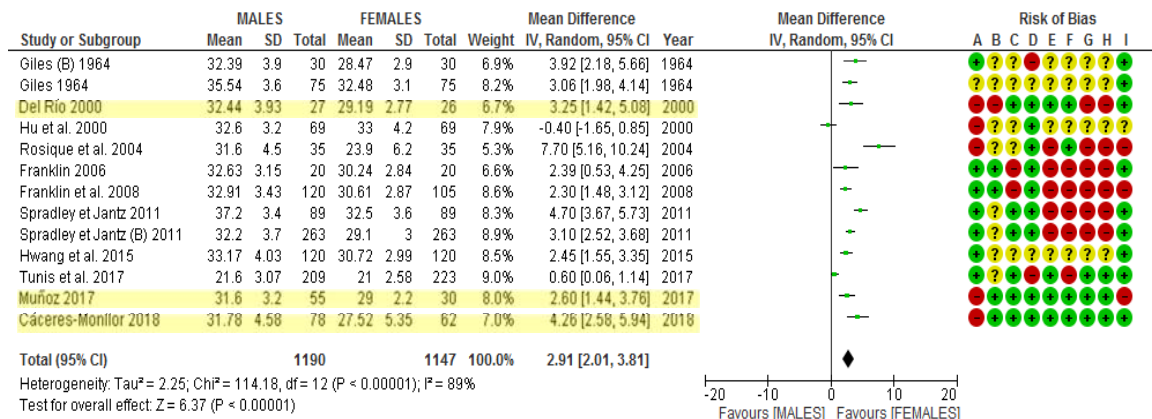 MALES FEMALES Mean Difference Mean Difference Risk of Bias
Study or Subgroup Mean SD Total Mean SD Total Weight IV, Random, 95% CI Year IV, Random, 95% CI A B C D E F G H I
Giles (B) 1964 32.39 3.9 30 28.47 2.9 30 6.9% 3.92 [2.18, 5.66] 1964
Giles 1964 35.54 3.6 75 32.48 3.1 75 8.2% 3.06 [1.98, 4.14] 1964
Del Río 2000 32.44 3.93 27 29.19 2.77 26 6.7% 3.25 [1.42, 5.08] 2000
Hu et al. 2000 32.6 3.2 69 33 4.2 69 7.9% -0.40 [-1.65, 0.85] 2000
Rosique et al. 2004 31.6 4.5 35 23.9 6.2 35 5.3% 7.70 [5.16, 10.24] 2004
Franklin 2006 32.63 3.15 20 30.24 2.84 20 6.6% 2.39 [0.53, 4.25] 2006
Franklin et al. 2008 32.91 3.43 120 30.61 2.87 105 8.6% 2.30 [1.48, 3.12] 2008
Spradley et Jantz 2011 37.2 3.4 89 32.5 3.6 89 8.3% 4.70 [3.67, 5.73] 2011
Spradley et Jantz (B) 2011 32.2 3.7 263 29.1 3 263 8.9% 3.10 [2.52, 3.68] 2011
Hwang et al. 2015 33.17 4.03 120 30.72 2.99 120 8.5% 2.45 [1.55, 3.35] 2015
Tunis et al. 2017 21.6 3.07 209 21 2.58 223 9.0% 0.60 [0.06, 1.14] 2017
Muñoz 2017 31.6 3.2 55 29 2.2 30 8.0% 2.60 [1.44, 3.76] 2017
Cáceres-Monllor 2018 31.78 4.58 78 27.52 5.35 62 7.0% 4.26 [2.58, 5.94] 2018
Total (95% CI) 1190 1147 100.0% 2.91 [2.01, 3.81]
Heterogeneity: Tau² = 2.25; Chi² = 114.18, df = 12 (P < 0.00001); I² = 89%
Test for overall effect: Z = 6.37 (P < 0.00001)
-20 -10 0 10 20
Favours [MALES] Favours [FEMALES]